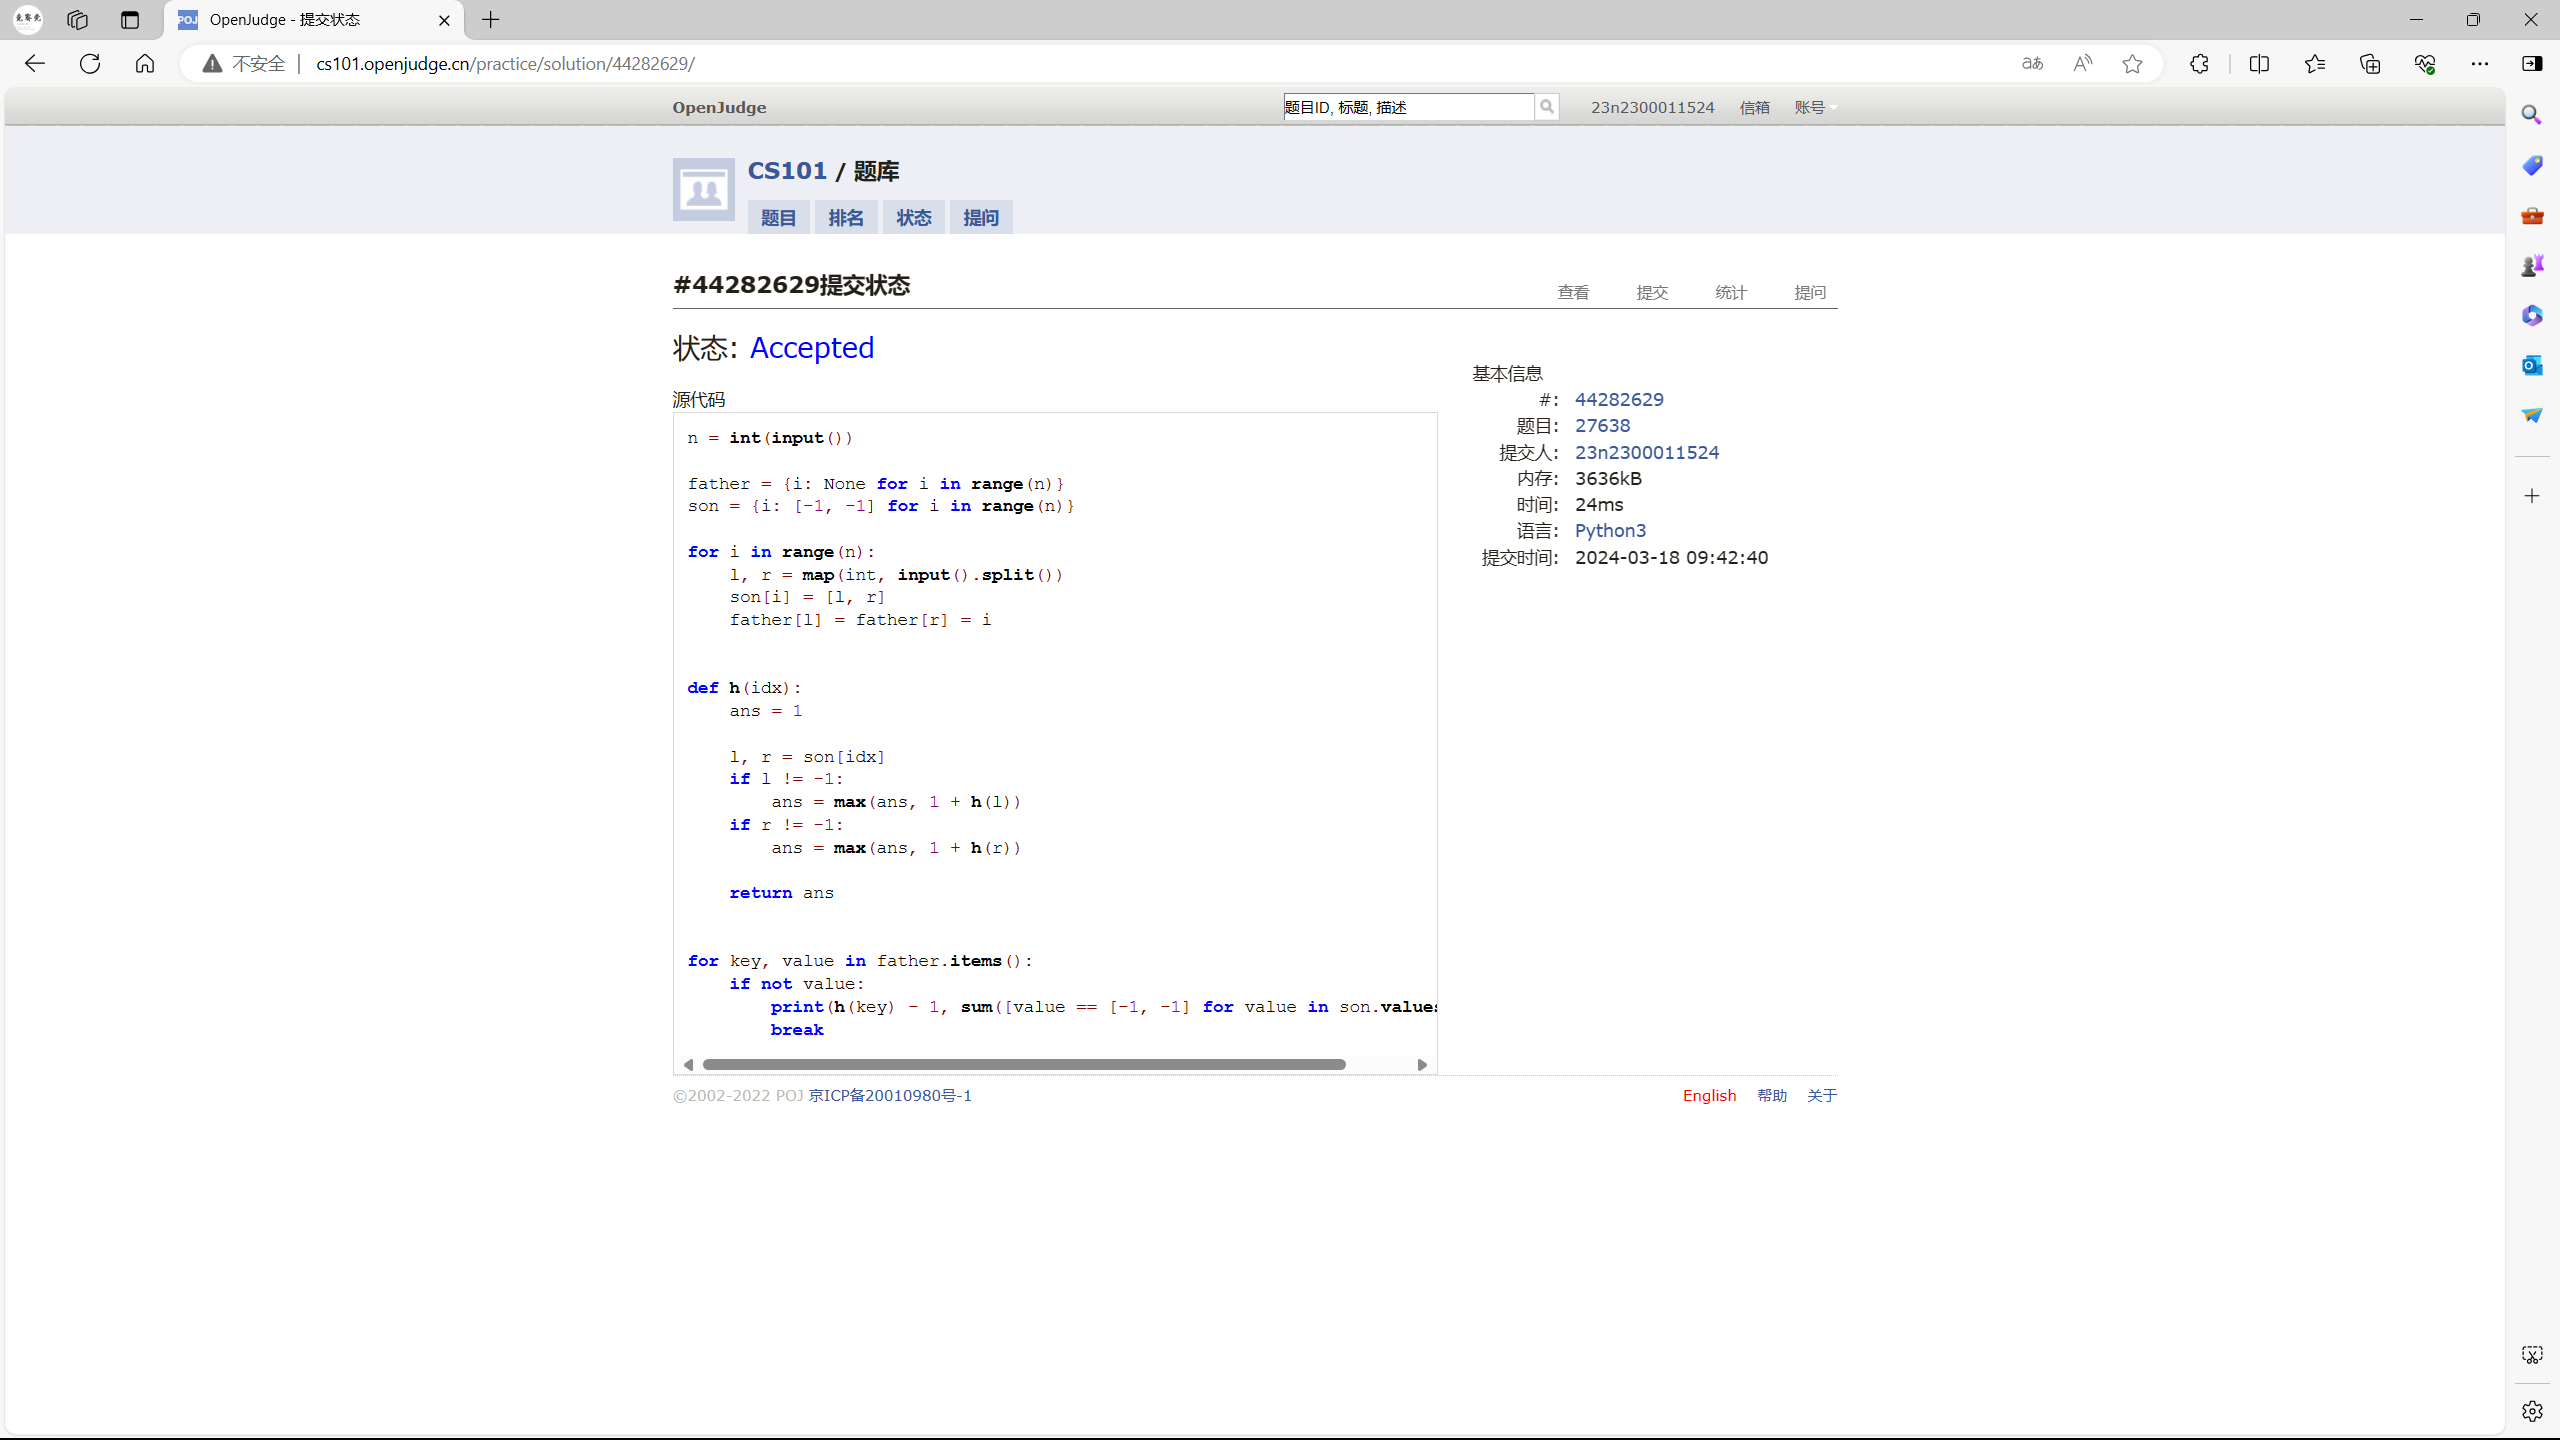 OpenJudge - 提交状态
不安全 | cs101.openjudge.cn/practice/solution/44282629/
OpenJudge 题目ID, 标题, 描述 23n2300011524 信箱 账号
CS101 / 题库
题目 排名 状态 提问
#44282629提交状态 查看 提交 统计 提问
状态: Accepted
源代码
n = int(input())

father = {i: None for i in range(n)}
son = {i: [-1, -1] for i in range(n)}

for i in range(n):
    l, r = map(int, input().split())
    son[i] = [l, r]
    father[l] = father[r] = i


def h(idx):
    ans = 1

    l, r = son[idx]
    if l != -1:
        ans = max(ans, 1 + h(l))
    if r != -1:
        ans = max(ans, 1 + h(r))

    return ans


for key, value in father.items():
    if not value:
        print(h(key) - 1, sum([value == [-1, -1] for value in son.values
        break
基本信息
#: 44282629
题目: 27638
提交人: 23n2300011524
内存: 3636kB
时间: 24ms
语言: Python3
提交时间: 2024-03-18 09:42:40
©2002-2022 POJ 京ICP备20010980号-1 English 帮助 关于